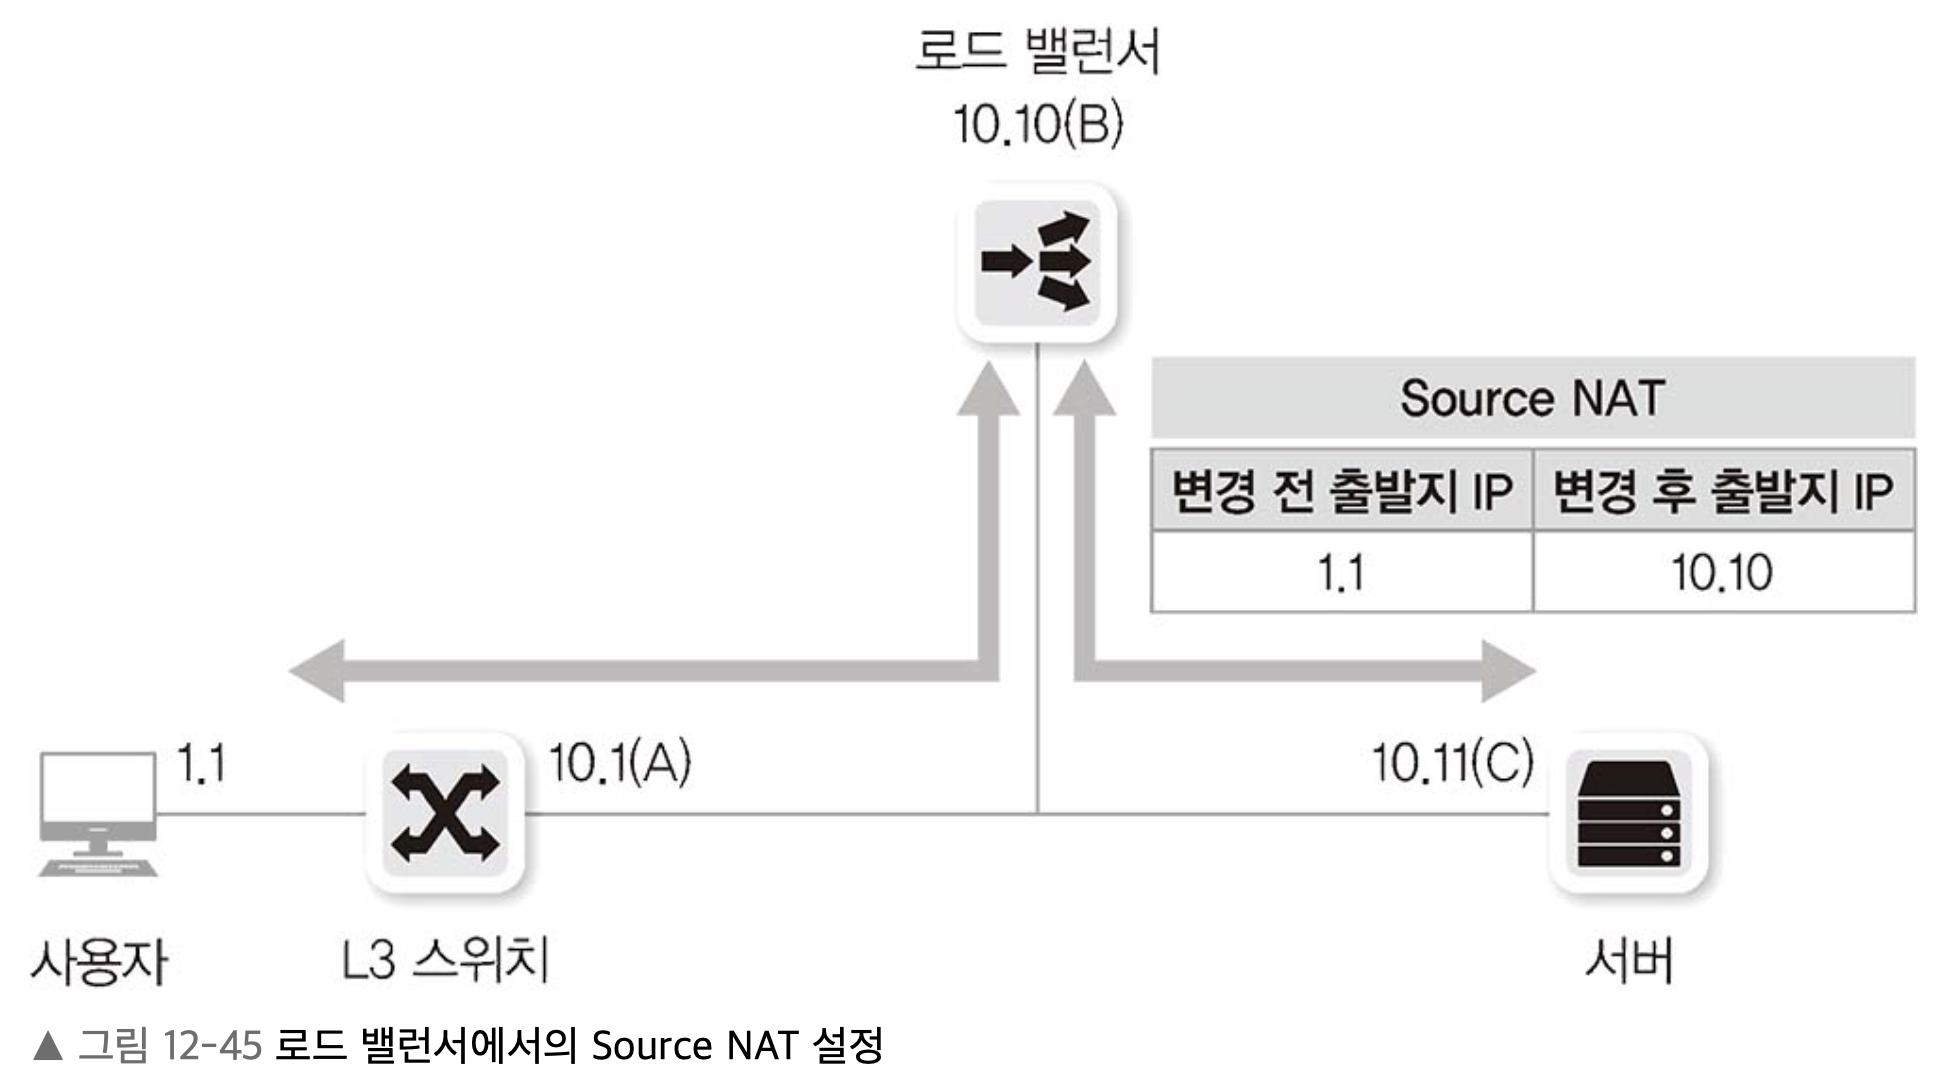 로드 밸런서
10.10(B)
Source NAT
변경 전 출발지 IP 변경 후 출발지 IP
1.1 10.10
1.1 10.1(A) 10.11(C)
사용자 L3 스위치 서버
▲ 그림 12-45 로드 밸런서에서의 Source NAT 설정